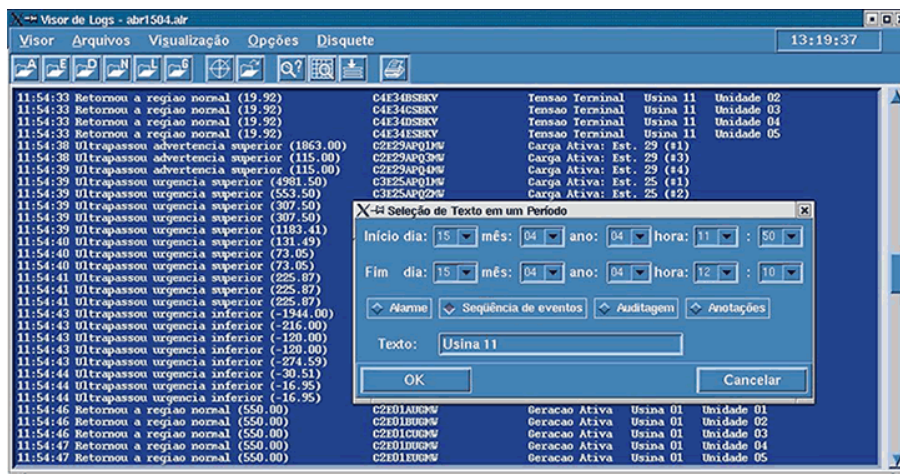 Visor de Logs - abr1504.alr
Visor Arquivos Visualização Opções Disquete 13:19:37
A E D N L G
11:54:33 Retornou a regiao normal (19.92) C4E34BSBKV Tensao Terminal Usina 11 Unidade 02
11:54:33 Retornou a regiao normal (19.92) C4E34CSBKV Tensao Terminal Usina 11 Unidade 03
11:54:33 Retornou a regiao normal (19.92) C4E34DSBKV Tensao Terminal Usina 11 Unidade 04
11:54:33 Retornou a regiao normal (19.92) C4E34ESBKV Tensao Terminal Usina 11 Unidade 05
11:54:38 Ultrapassou advertencia superior (1863.00) C2E29APQ1MW Carga Ativa: Est. 29 (#1)
11:54:38 Ultrapassou advertencia superior (115.00) C2E29APQ3MW Carga Ativa: Est. 29 (#3)
11:54:38 Ultrapassou advertencia superior (115.00) C2E29APQ4MW Carga Ativa: Est. 29 (#4)
11:54:39 Ultrapassou urgencia superior (4981.50) C3E25APQ1MW Carga Ativa: Est. 25 (#1)
11:54:39 Ultrapassou urgencia superior (553.50) C3E25APQ2MW Carga Ativa: Est. 25 (#2)
11:54:39 Ultrapassou urgencia superior (307.50)
11:54:39 Ultrapassou urgencia superior (307.50)
11:54:39 Ultrapassou urgencia superior (1183.41)
11:54:40 Ultrapassou urgencia superior (131.49)
11:54:40 Ultrapassou urgencia superior (73.05)
11:54:40 Ultrapassou urgencia superior (73.05)
11:54:41 Ultrapassou urgencia superior (225.87)
11:54:41 Ultrapassou urgencia superior (225.87)
11:54:41 Ultrapassou urgencia superior (225.87)
11:54:43 Ultrapassou urgencia inferior (-1944.00)
11:54:43 Ultrapassou urgencia inferior (-216.00)
11:54:43 Ultrapassou urgencia inferior (-120.00)
11:54:43 Ultrapassou urgencia inferior (-120.00)
11:54:43 Ultrapassou urgencia inferior (-274.59)
11:54:44 Ultrapassou urgencia inferior (-30.51)
11:54:44 Ultrapassou urgencia inferior (-16.95)
11:54:44 Ultrapassou urgencia inferior (-16.95)
11:54:46 Retornou a regiao normal (550.00) C2E01AUGMW Geracao Ativa Usina 01 Unidade 01
11:54:46 Retornou a regiao normal (550.00) C2E01BUGMW Geracao Ativa Usina 01 Unidade 02
11:54:46 Retornou a regiao normal (550.00) C2E01CUGMW Geracao Ativa Usina 01 Unidade 03
11:54:47 Retornou a regiao normal (550.00) C2E01DUGMW Geracao Ativa Usina 01 Unidade 04
11:54:47 Retornou a regiao normal (550.00) C2E01EUGMW Geracao Ativa Usina 01 Unidade 05
Seleção de Texto em um Período
Início dia: 15 mês: 04 ano: 04 hora: 11 : 50
Fim dia: 15 mês: 04 ano: 04 hora: 12 : 10
Alarme Seqüência de eventos Auditagem Anotações
Texto: Usina 11
OK Cancelar